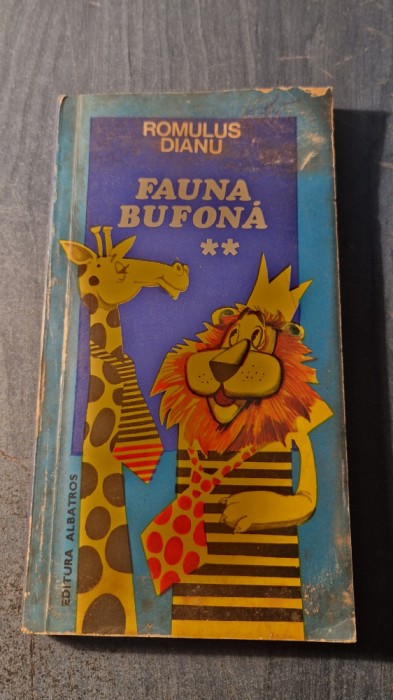 ROMULUS
DIANU
FAUNA
BUFONĂ
**
EDITURA ALBATROS